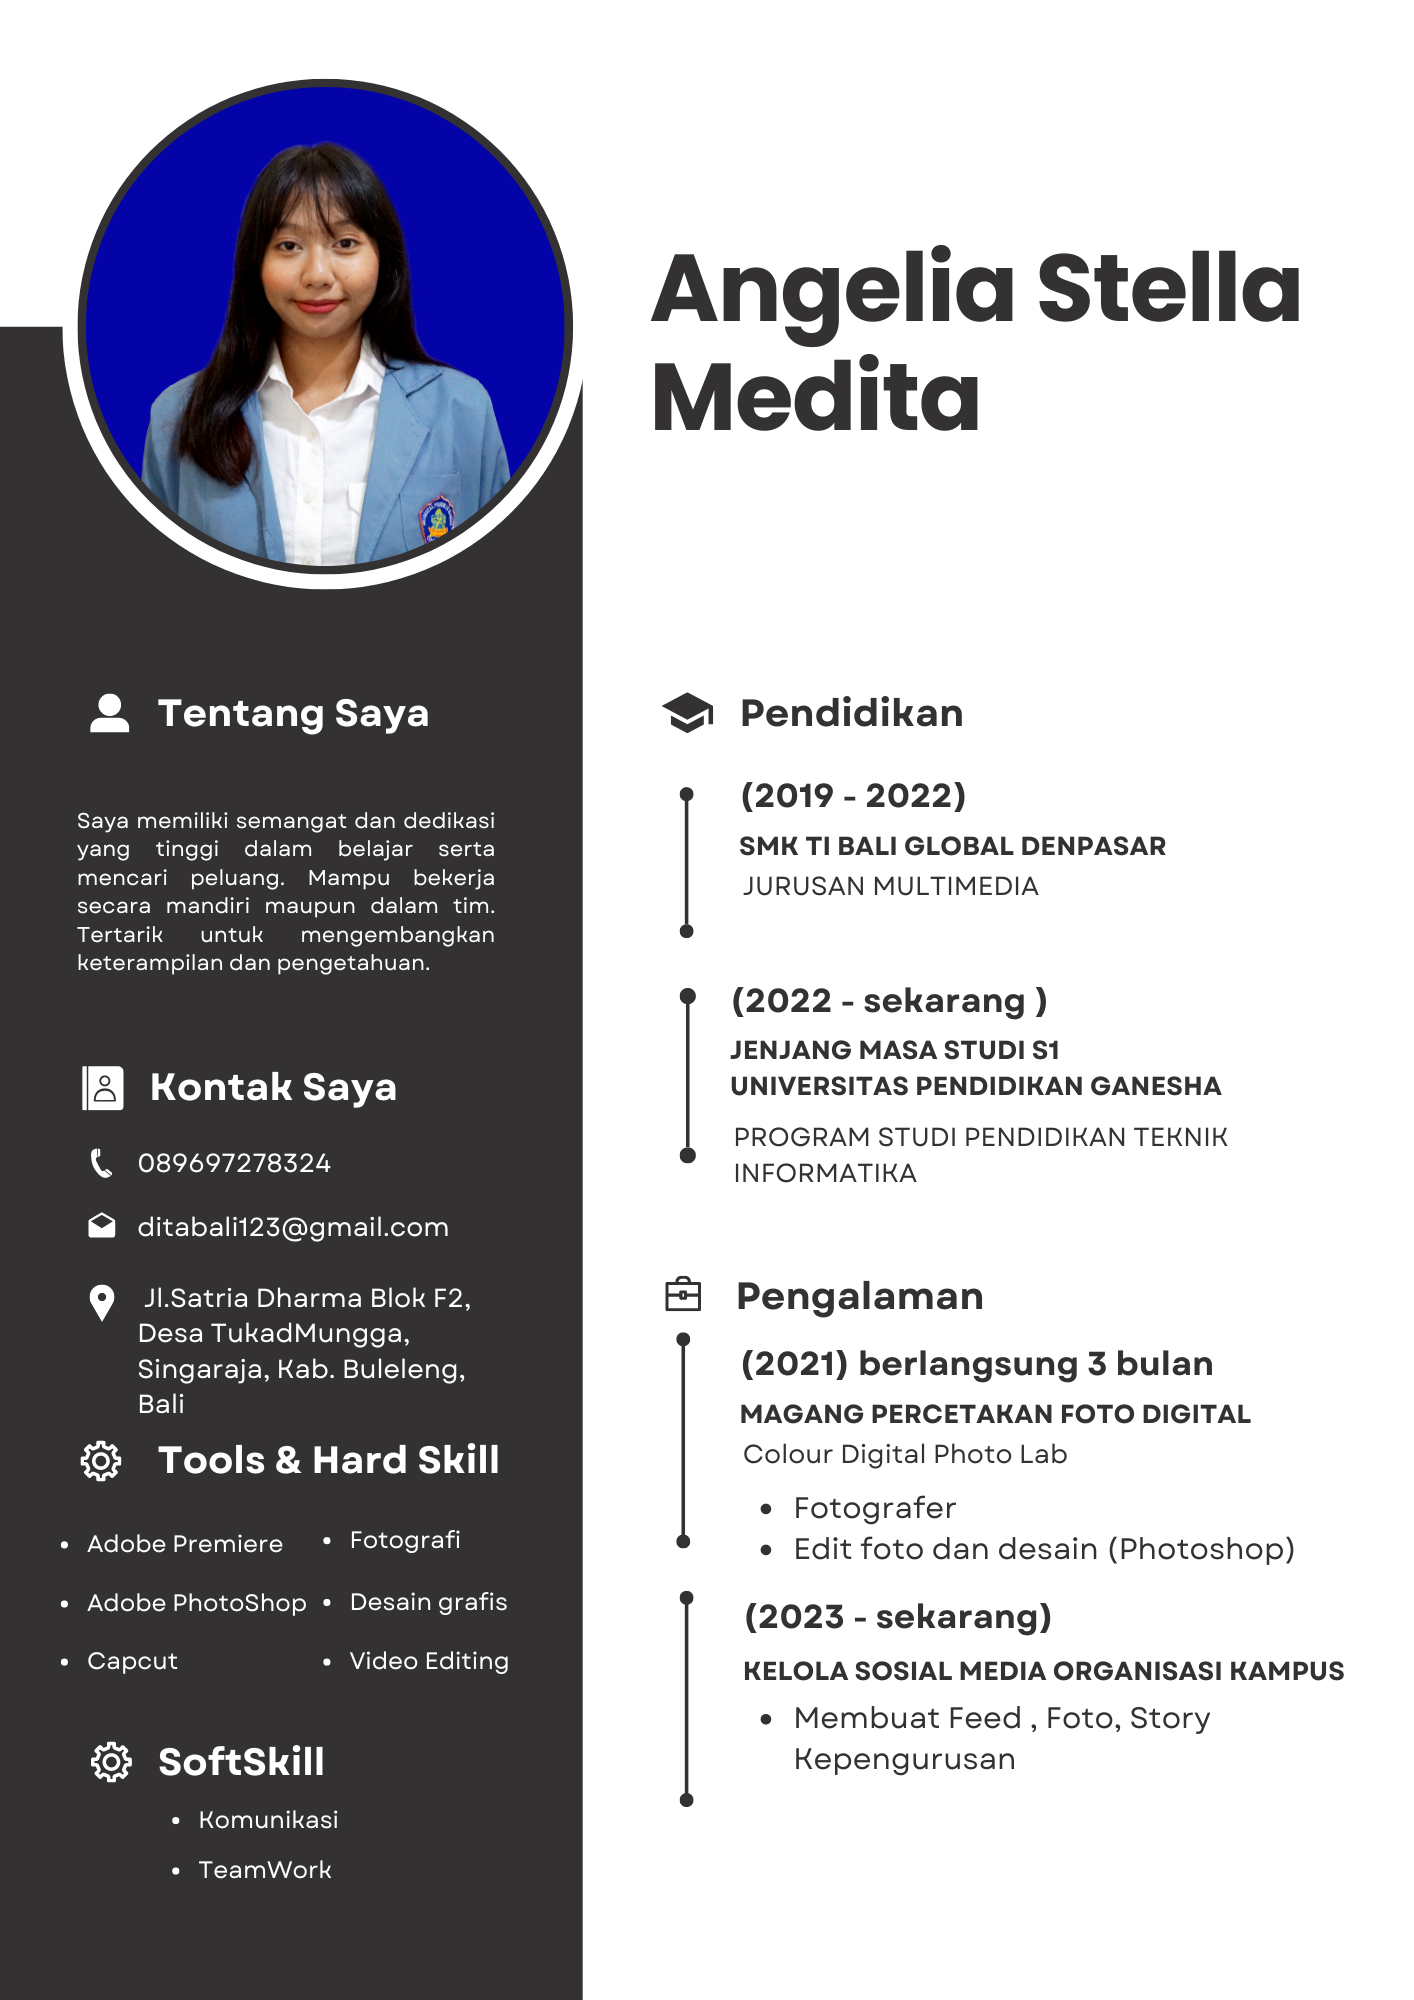 Angelia Stella
Medita
Tentang Saya
Saya memiliki semangat dan dedikasi
yang tinggi dalam belajar serta
mencari peluang. Mampu bekerja
secara mandiri maupun dalam tim.
Tertarik untuk mengembangkan
keterampilan dan pengetahuan.
Kontak Saya
089697278324
ditabali123@gmail.com
Jl.Satria Dharma Blok F2,
Desa TukadMungga,
Singaraja, Kab. Buleleng,
Bali
Tools & Hard Skill
• Adobe Premiere
• Adobe PhotoShop
• Capcut
• Fotografi
• Desain grafis
• Video Editing
SoftSkill
• Komunikasi
• TeamWork
Pendidikan
(2019 - 2022)
SMK TI BALI GLOBAL DENPASAR
JURUSAN MULTIMEDIA
(2022 - sekarang )
JENJANG MASA STUDI S1
UNIVERSITAS PENDIDIKAN GANESHA
PROGRAM STUDI PENDIDIKAN TEKNIK
INFORMATIKA
Pengalaman
(2021) berlangsung 3 bulan
MAGANG PERCETAKAN FOTO DIGITAL
Colour Digital Photo Lab
• Fotografer
• Edit foto dan desain (Photoshop)
(2023 - sekarang)
KELOLA SOSIAL MEDIA ORGANISASI KAMPUS
• Membuat Feed , Foto, Story
Kepengurusan